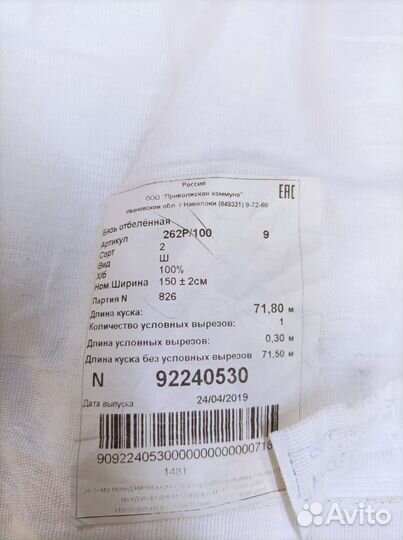 Россия
ООО "Приволжская коммуна"
Ивановской обл. г Наволоки (849331) 9-72-68
EAC
Бязь отбеленная
Артикул 262Р/100 9
Сорт 2
Вид Ш
Х/б 100%
Ном.Ширина 150 ± 2см
Партия N 826
Длина куска: 71,80 м
Количество условных вырезов: 1
Длина условных вырезов: 0,30 м
Длина куска без условных вырезов 71,50 м
N 92240530
Дата выпуска 24/04/2019
1481
Avito